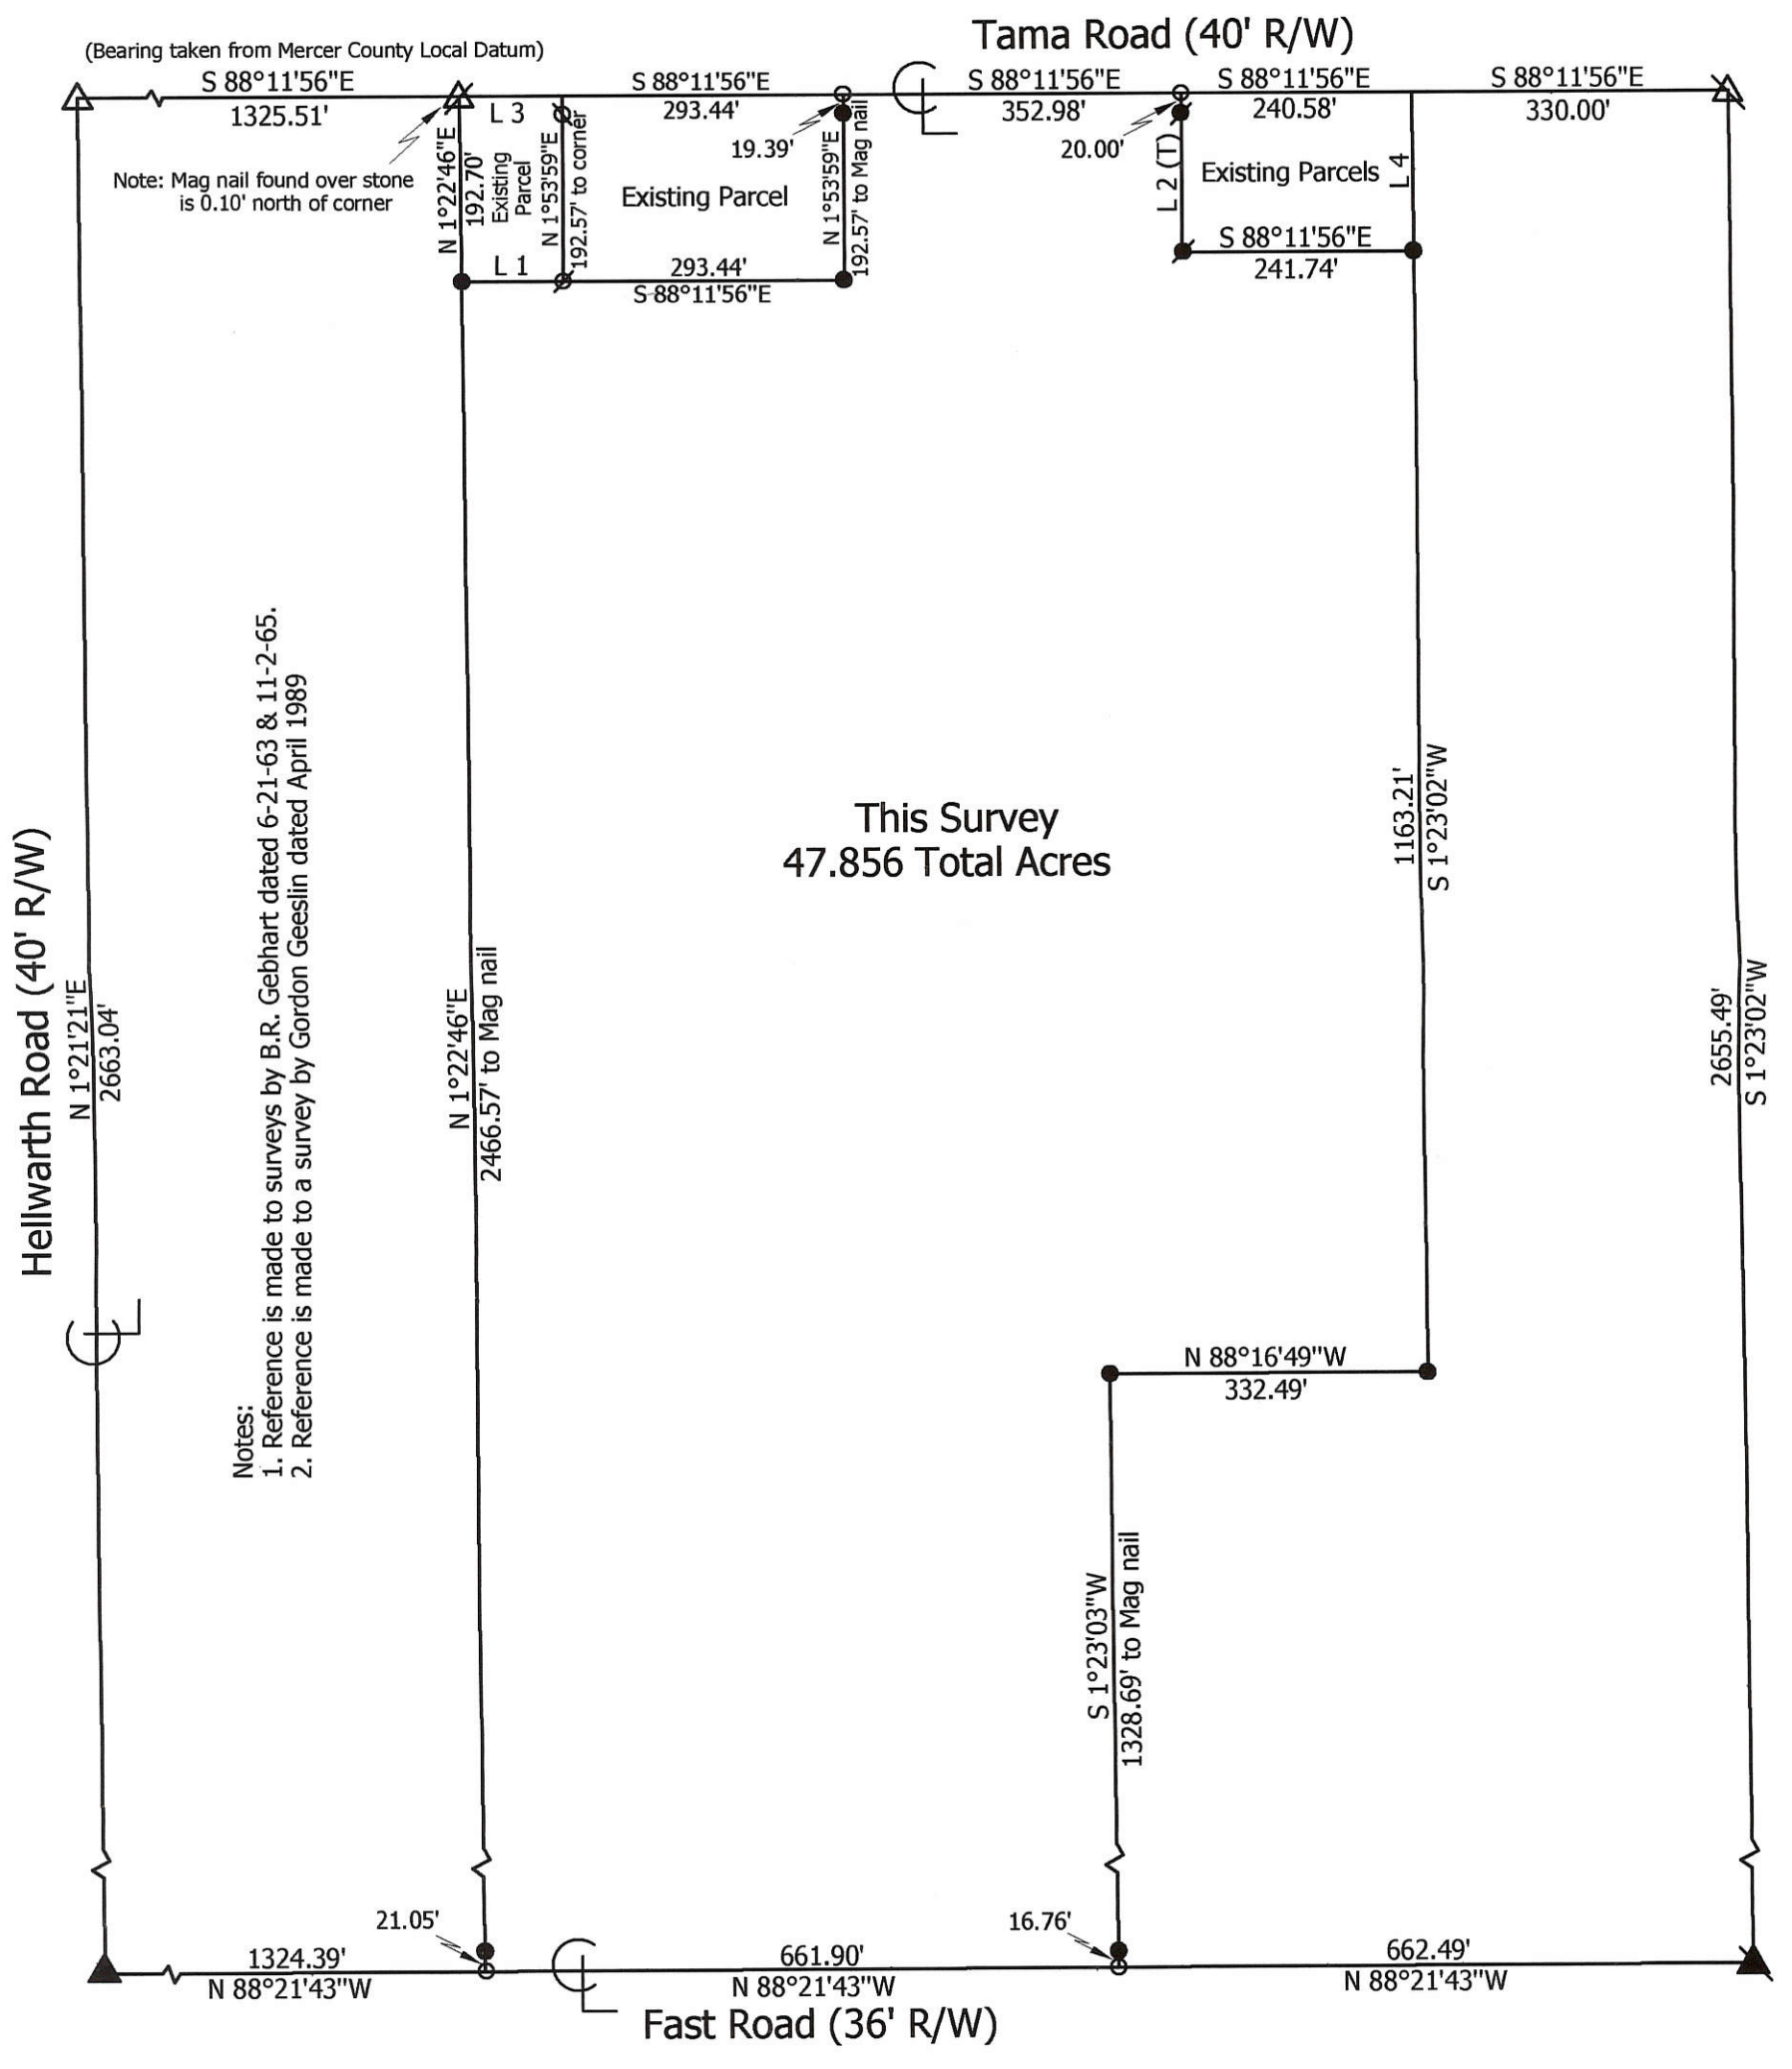 Tama Road (40' R/W)
(Bearing taken from Mercer County Local Datum)
S 88°11'56"E
1325.51'
S 88°11'56"E
293.44'
S 88°11'56"E
352.98'
S 88°11'56"E
240.58'
S 88°11'56"E
330.00'
L 3
19.39'
20.00'
Note: Mag nail found over stone
is 0.10' north of corner
N 1°22'46"E
192.70'
Existing
Parcel
N 1°53'59"E
192.57' to corner
Existing Parcel
N 1°53'59"E
192.57' to Mag nail
L 2 (T)
Existing Parcels
L 4
L 1
293.44'
S 88°11'56"E
S 88°11'56"E
241.74'
Hellwarth Road (40' R/W)
N 1°21'21"E
2663.04'
Notes:
1. Reference is made to surveys by B.R. Gebhart dated 6-21-63 & 11-2-65.
2. Reference is made to a survey by Gordon Geeslin dated April 1989
N 1°22'46"E
2466.57' to Mag nail
This Survey
47.856 Total Acres
1163.21'
S 1°23'02"W
2655.49'
S 1°23'02"W
N 88°16'49"W
332.49'
S 1°23'03"W
1328.69' to Mag nail
21.05'
16.76'
1324.39'
N 88°21'43"W
661.90'
N 88°21'43"W
662.49'
N 88°21'43"W
Fast Road (36' R/W)